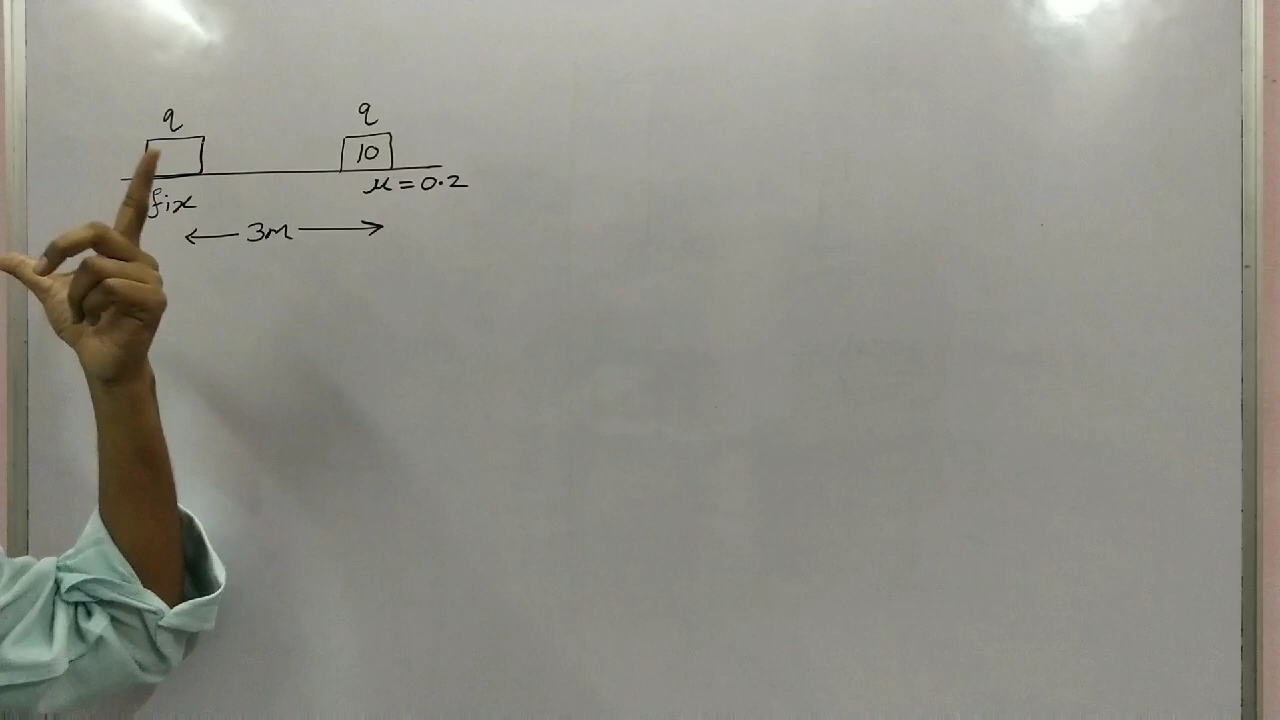 q q
10
μ = 0.2
fix
3m